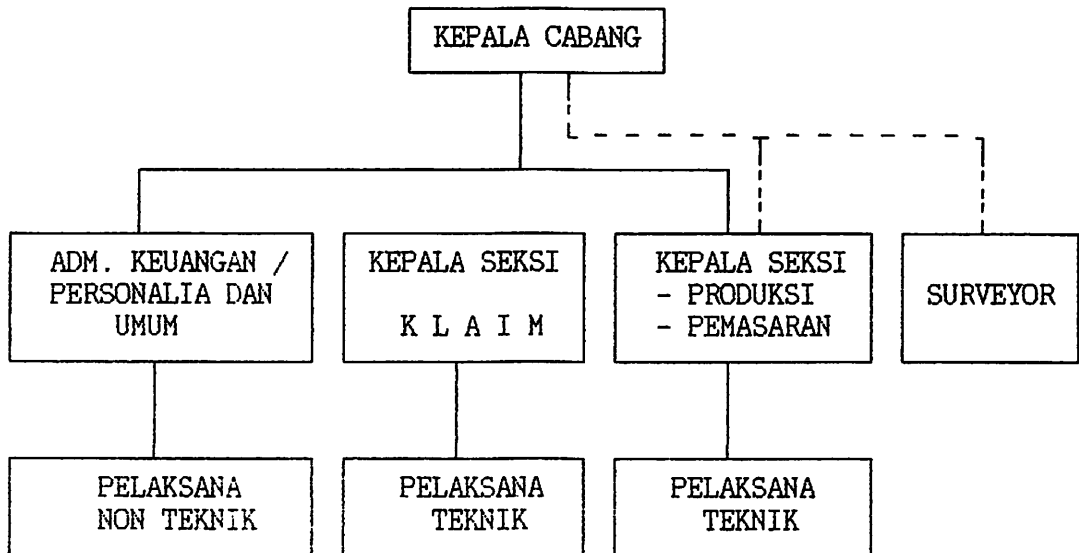 KEPALA CABANG
ADM. KEUANGAN /
PERSONALIA DAN
UMUM
KEPALA SEKSI
K L A I M
KEPALA SEKSI
- PRODUKSI
- PEMASARAN
SURVEYOR
PELAKSANA
NON TEKNIK
PELAKSANA
TEKNIK
PELAKSANA
TEKNIK